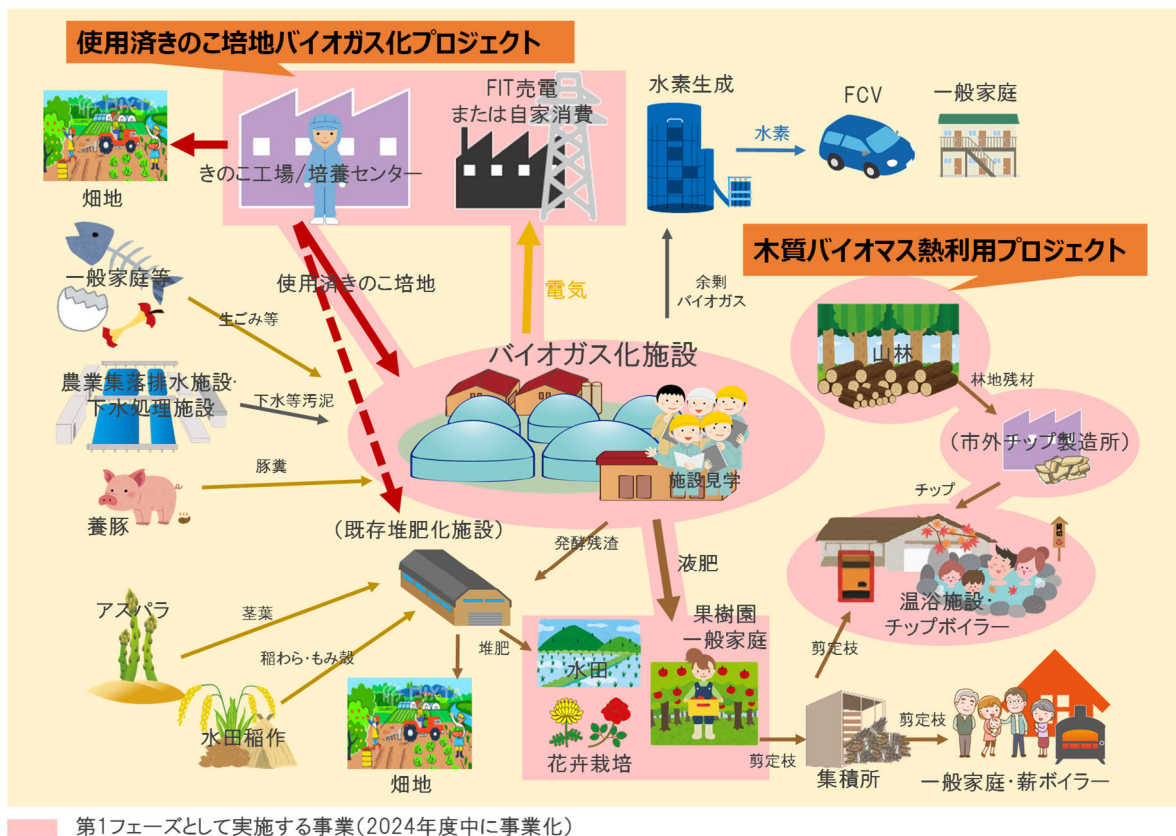 使用済きのこ培地バイオガス化プロジェクト
FIT売電
または自家消費
水素生成
FCV
一般家庭
水素
きのこ工場/培養センター
畑地
木質バイオマス熱利用プロジェクト
一般家庭等
使用済きのこ培地
電気
余剰
バイオガス
生ごみ等
バイオガス化施設
山林
林地残材
農業集落排水施設・
下水処理施設
下水等汚泥
(市外チップ製造所)
豚糞
施設見学
チップ
養豚
(既存堆肥化施設)
発酵残渣
液肥
温浴施設・
チップボイラー
アスパラ
茎葉
果樹園
一般家庭
堆肥
水田
剪定枝
稲わら・もみ殻
水田稲作
畑地
花卉栽培
剪定枝
集積所
剪定枝
一般家庭・薪ボイラー
第1フェーズとして実施する事業(2024年度中に事業化)